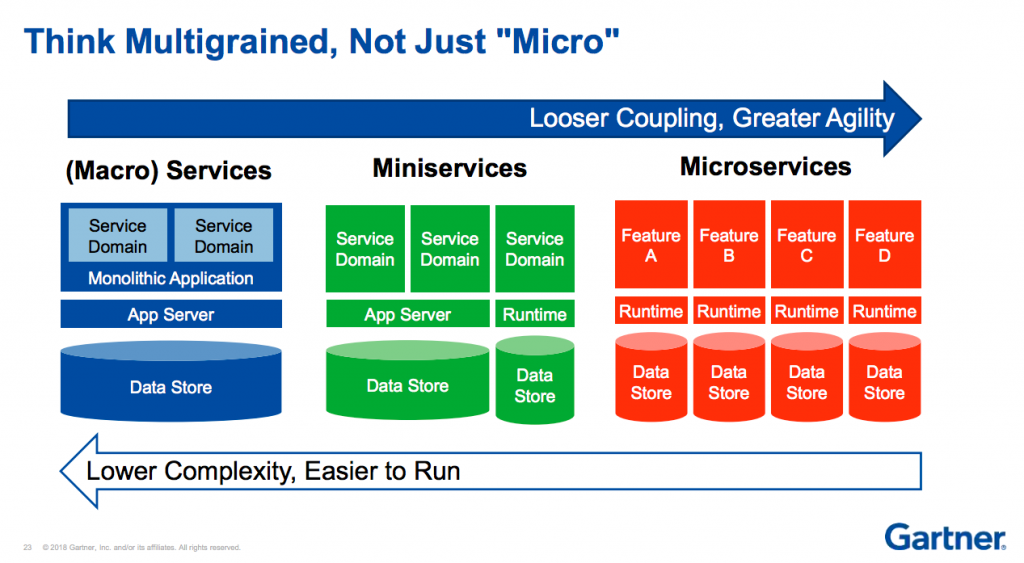 Think Multigrained, Not Just "Micro"
Looser Coupling, Greater Agility
(Macro) Services
Service
Domain
Service
Domain
Monolithic Application
App Server
Data Store
Miniservices
Service
Domain
Service
Domain
Service
Domain
App Server
Runtime
Data Store
Data
Store
Microservices
Feature
A
Feature
B
Feature
C
Feature
D
Runtime
Runtime
Runtime
Runtime
Data
Store
Data
Store
Data
Store
Data
Store
Lower Complexity, Easier to Run
23 © 2018 Gartner, Inc. and/or its affiliates. All rights reserved.
Gartner®